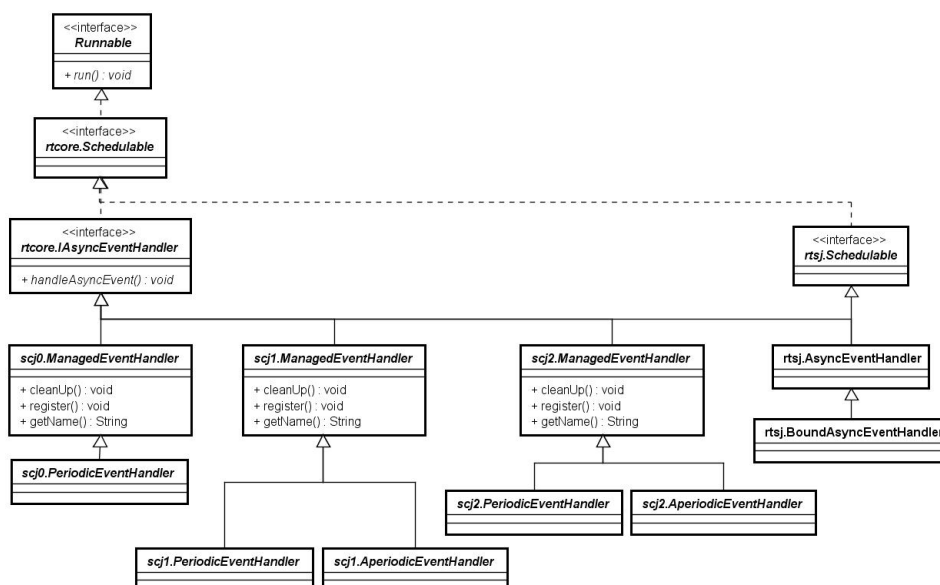 <<interface>>
Runnable
+ run() : void
<<interface>>
rtcore.Schedulable
<<interface>>
rtcore.IAsyncEventHandler
+ handleAsyncEvent() : void
<<interface>>
rtsj.Schedulable
scj0.ManagedEventHandler
+ cleanUp() : void
+ register() : void
+ getName() : String
scj1.ManagedEventHandler
+ cleanUp() : void
+ register() : void
+ getName() : String
scj2.ManagedEventHandler
+ cleanUp() : void
+ register() : void
+ getName() : String
rtsj.AsyncEventHandler
rtsj.BoundAsyncEventHandler
scj0.PeriodicEventHandler
scj2.PeriodicEventHandler
scj2.AperiodicEventHandler
scj1.PeriodicEventHandler
scj1.AperiodicEventHandler